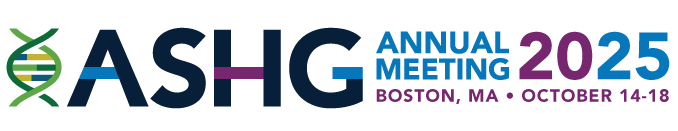 ASHG
ANNUAL
MEETING
2025
BOSTON, MA • OCTOBER 14-18